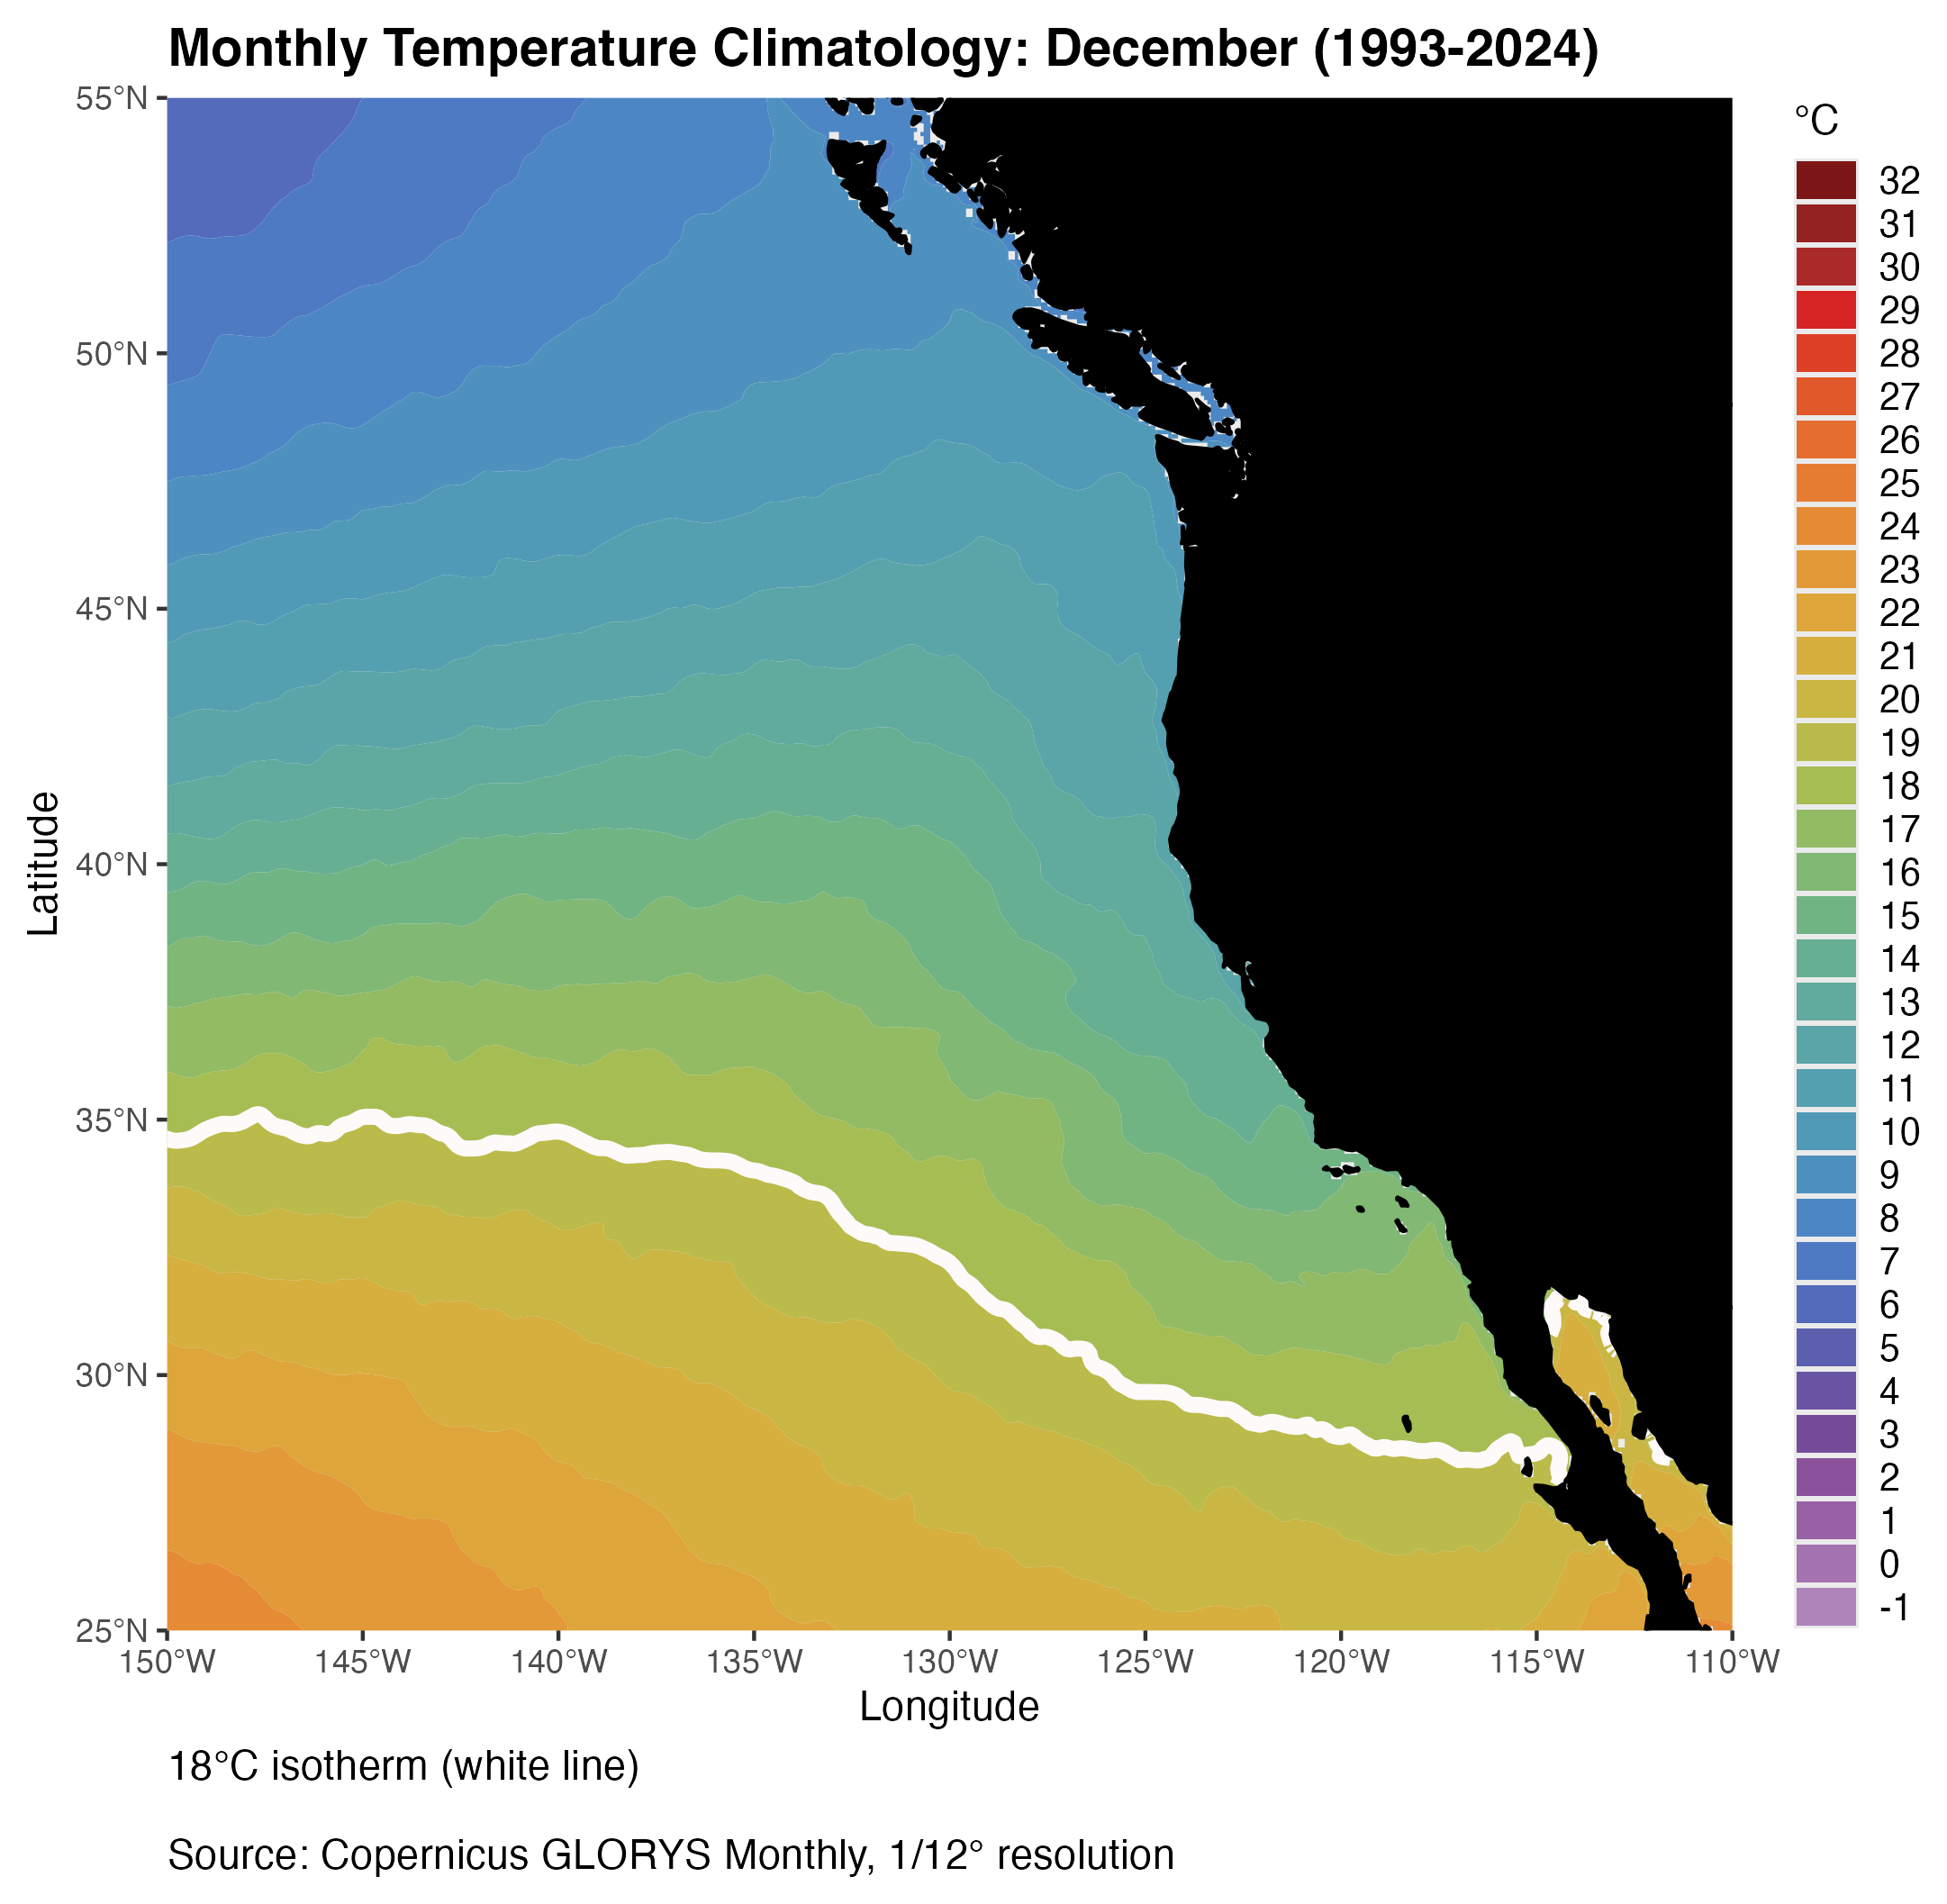 Monthly Temperature Climatology: December (1993-2024)
°C
55°N
50°N
45°N
40°N
35°N
30°N
25°N
Latitude
150°W
145°W
140°W
135°W
130°W
125°W
120°W
115°W
110°W
Longitude
32
31
30
29
28
27
26
25
24
23
22
21
20
19
18
17
16
15
14
13
12
11
10
9
8
7
6
5
4
3
2
1
0
-1
18°C isotherm (white line)
Source: Copernicus GLORYS Monthly, 1/12° resolution